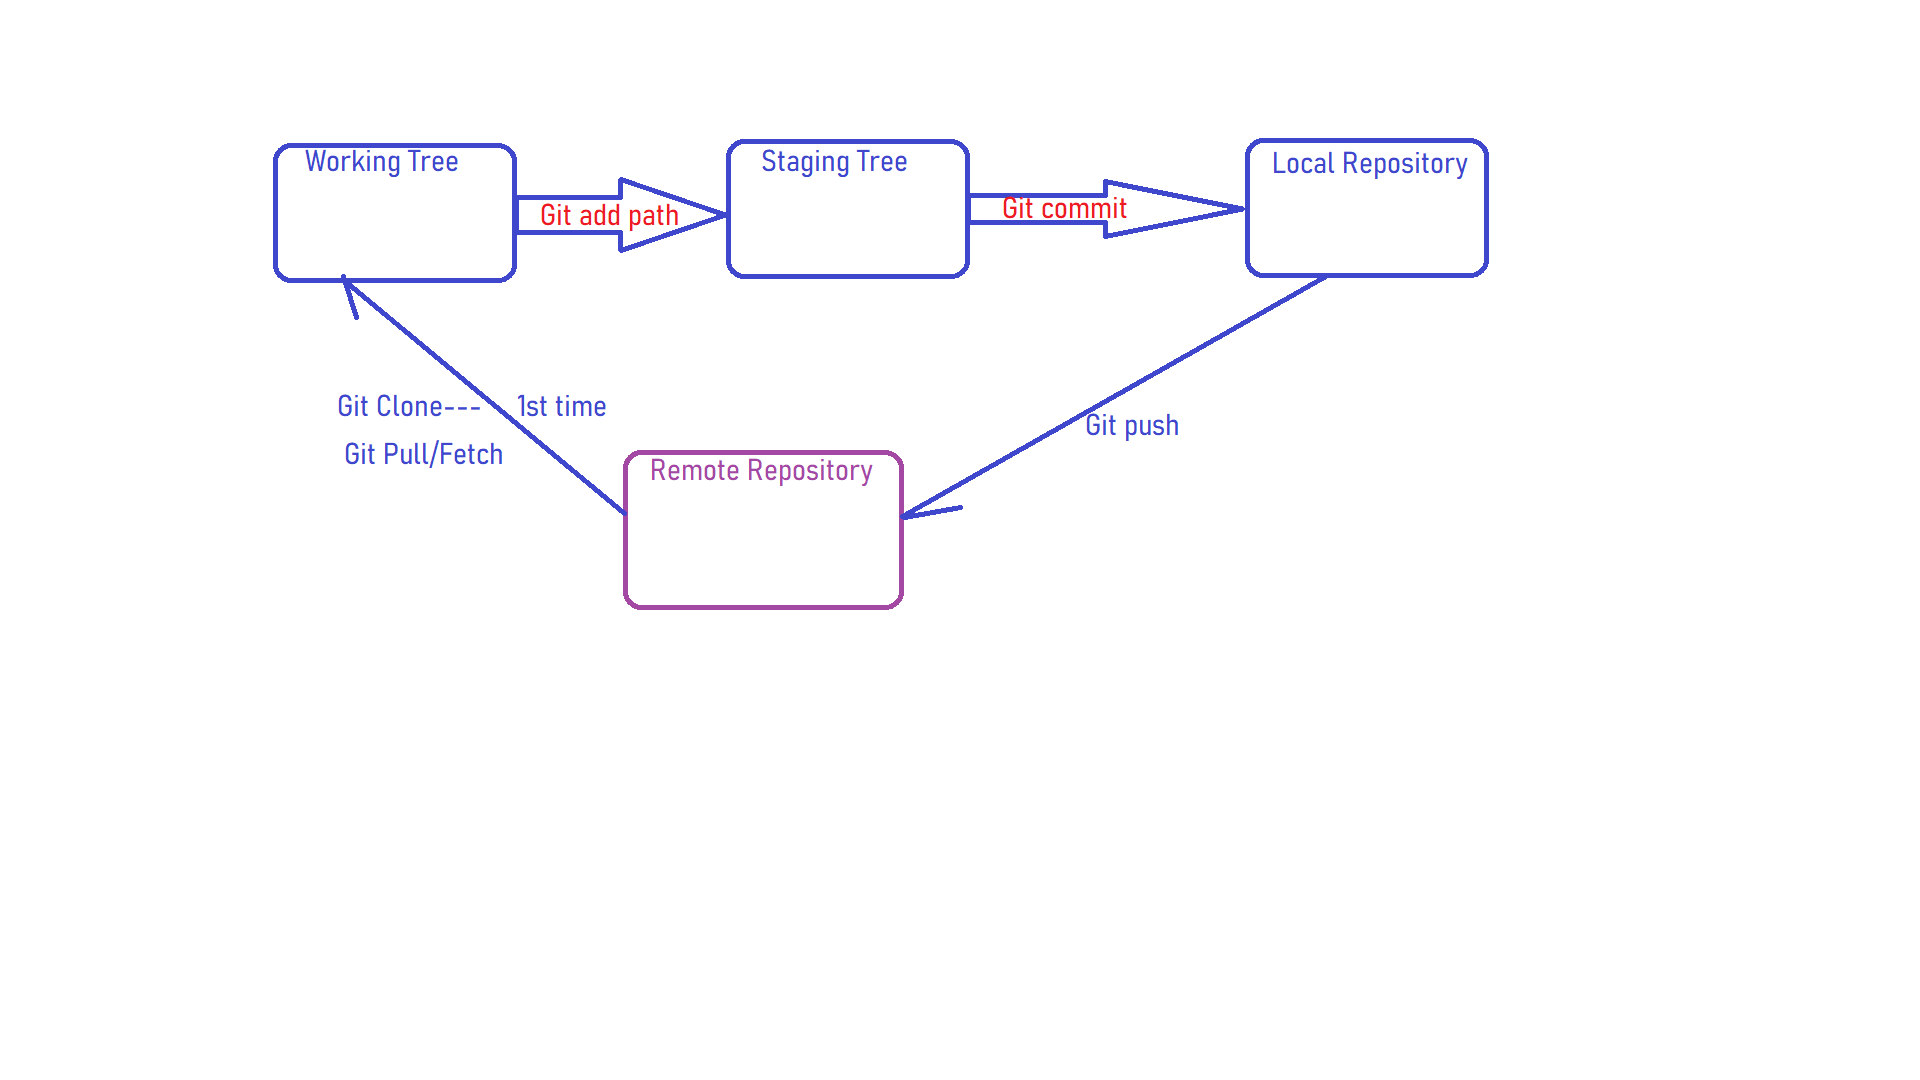 Working Tree
Staging Tree
Local Repository
Git add path
Git commit
Git Clone--- 1st time
Git push
Git Pull/Fetch
Remote Repository